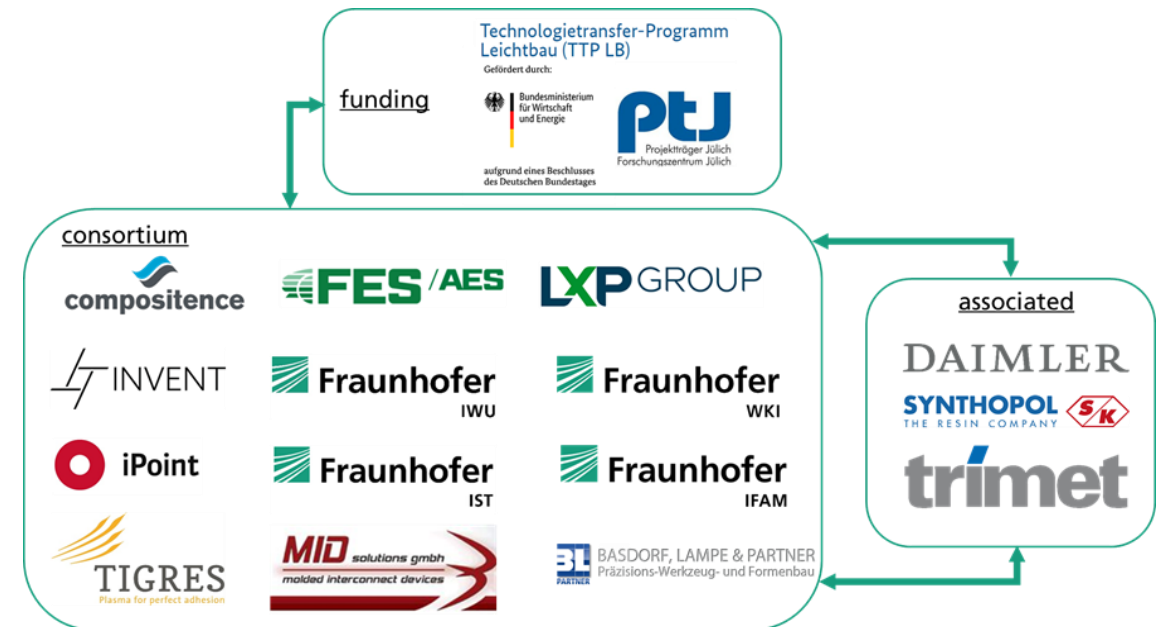 Technologietransfer-Programm
Leichtbau (TTP LB)
Gefördert durch:
funding
Bundesministerium
für Wirtschaft
und Energie
ptJ
Projektträger Jülich
Forschungszentrum Jülich
aufgrund eines Beschlusses
des Deutschen Bundestages
consortium
compositence
FES/AES
LXP GROUP
INVENT
Fraunhofer
IWU
Fraunhofer
WKI
iPoint
Fraunhofer
IST
Fraunhofer
IFAM
TIGRES
Plasma for perfect adhesion
MID solutions gmbh
molded interconnect devices
BL
PARTNER
BASDORF, LAMPE & PARTNER
Präzisions-Werkzeug- und Formenbau
associated
DAIMLER
SYNTHOPOL
THE RESIN COMPANY
S/K
trimet